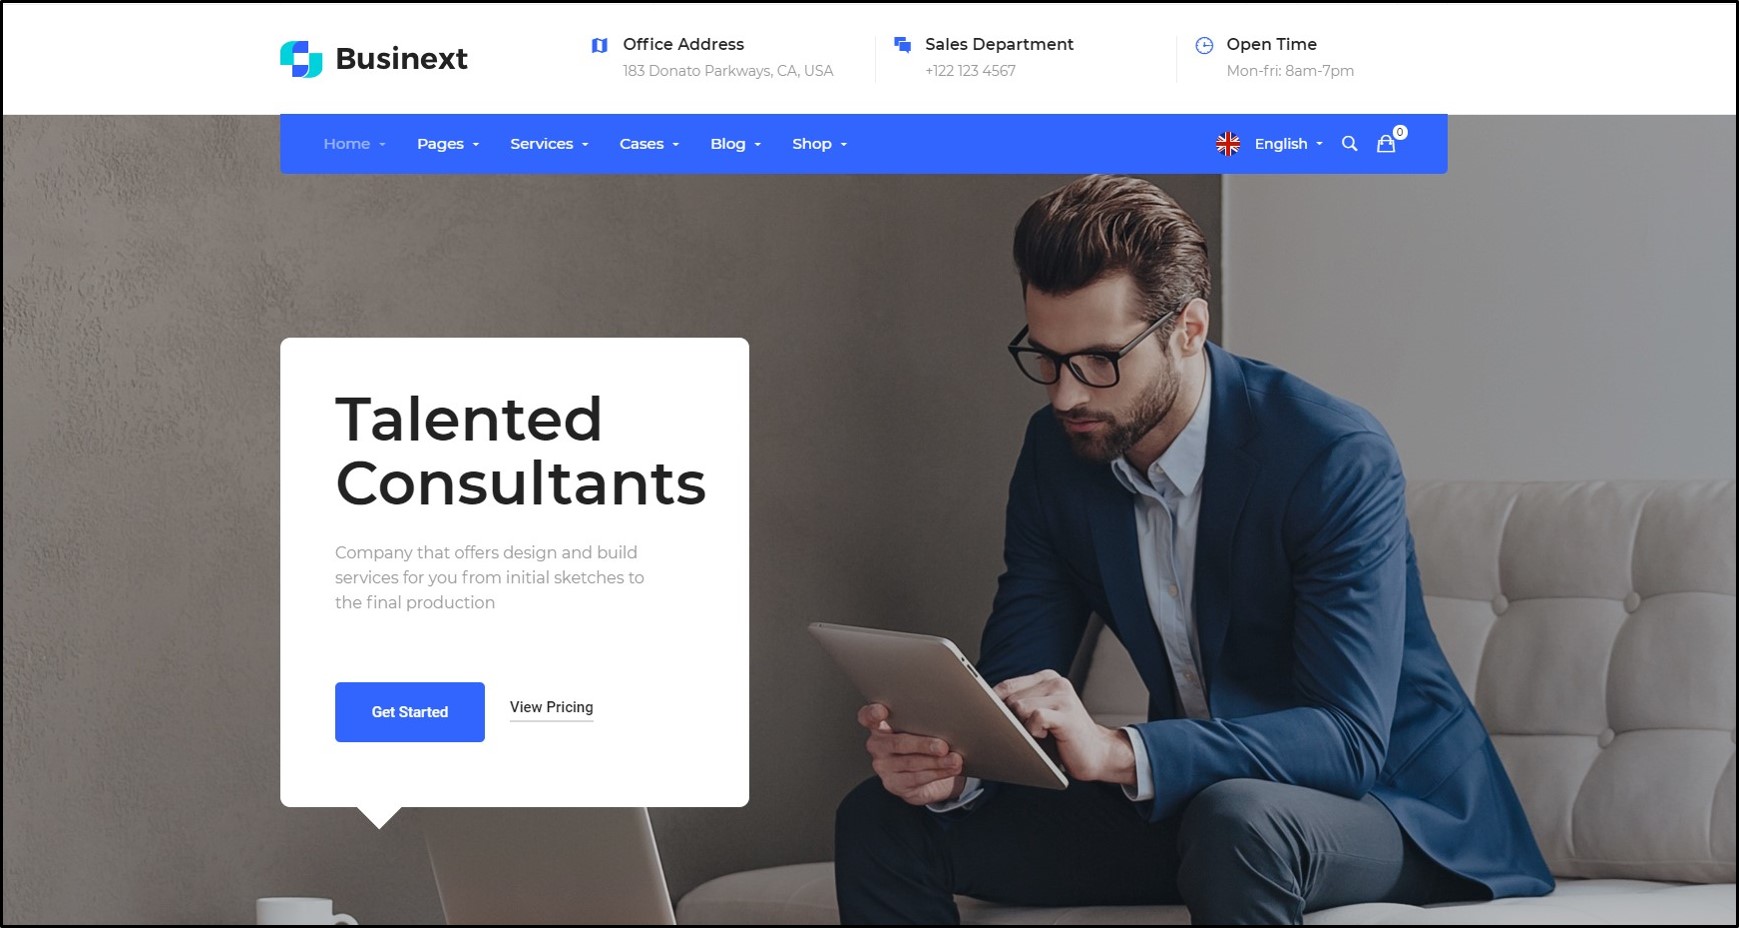 Businext
Office Address
183 Donato Parkways, CA, USA
Sales Department
+122 123 4567
Open Time
Mon-fri: 8am-7pm
Home
Pages
Services
Cases
Blog
Shop
English
0
Talented
Consultants
Company that offers design and build
services for you from initial sketches to
the final production
Get Started
View Pricing